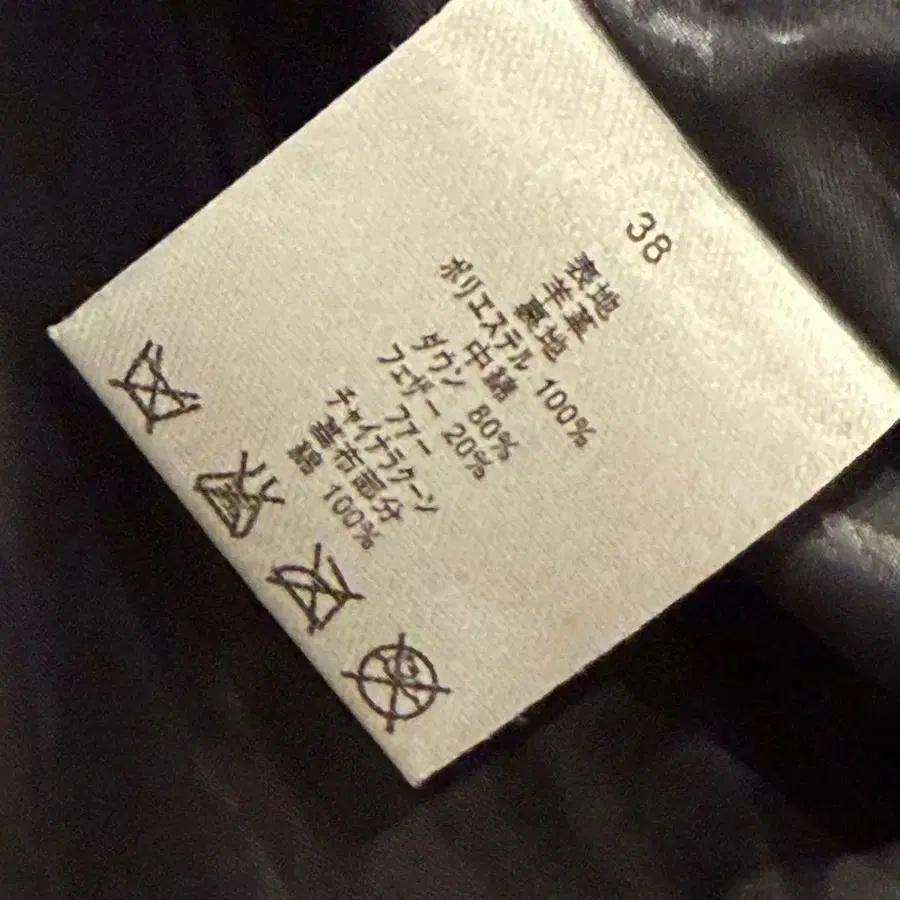 38
表地
羊革
裏地
ポリエステル 100%
中綿
ダウン 80%
フェザー 20%
ファー
チャイナラクーン
基布部分
綿 100%